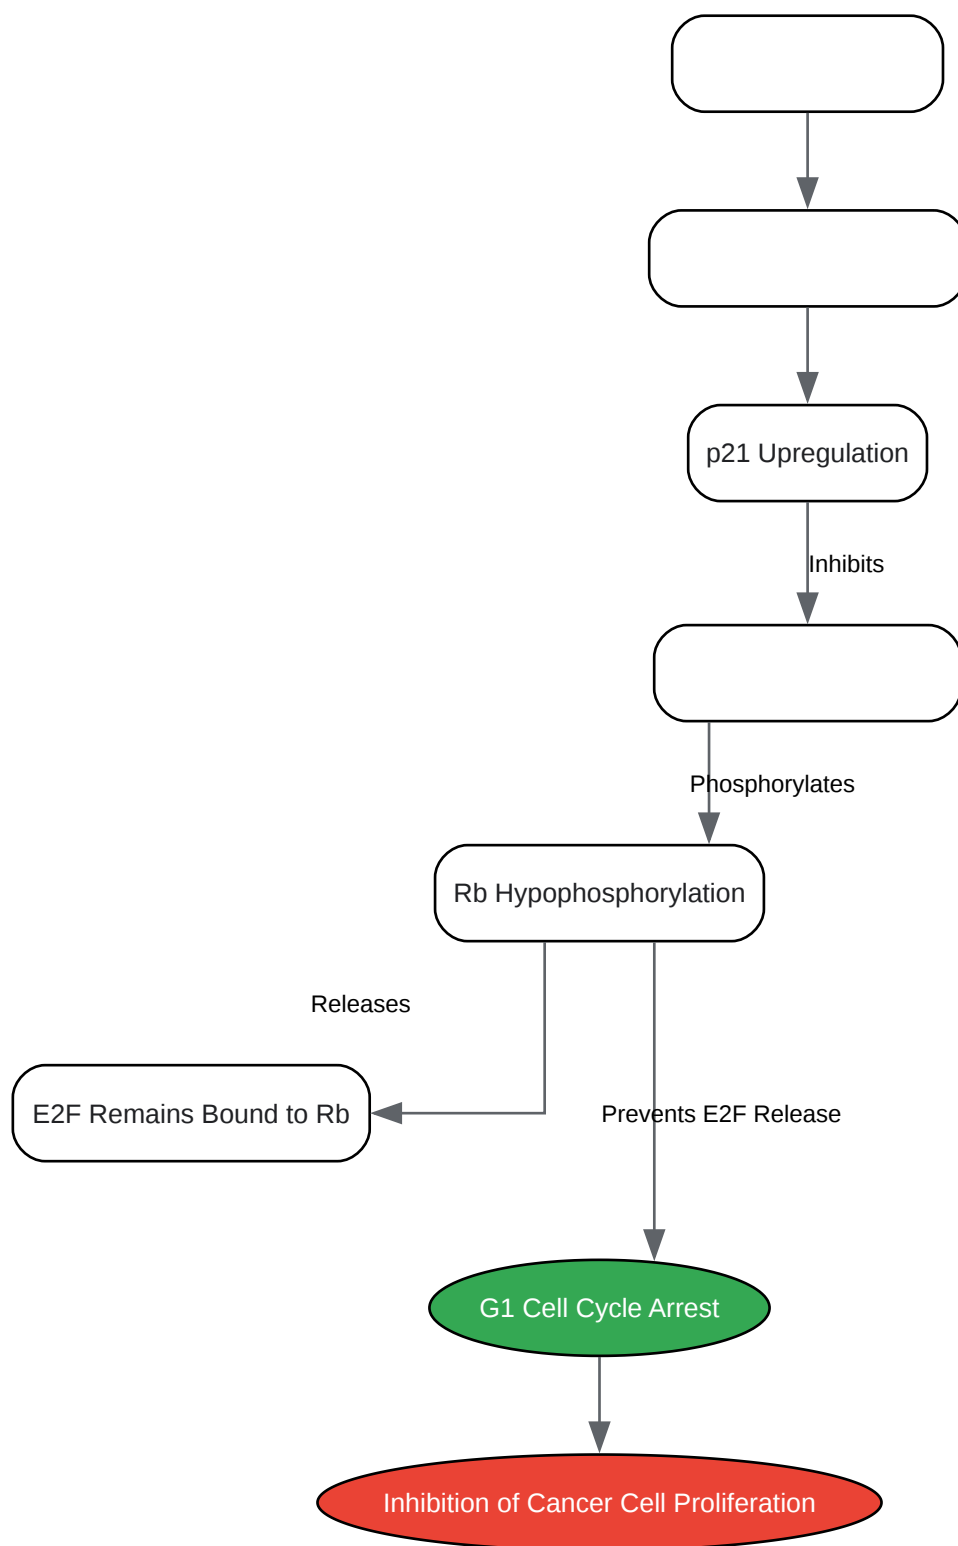 p21 Upregulation
Inhibits
Phosphorylates
Rb Hypophosphorylation
Releases
E2F Remains Bound to Rb
Prevents E2F Release
G1 Cell Cycle Arrest
Inhibition of Cancer Cell Proliferation